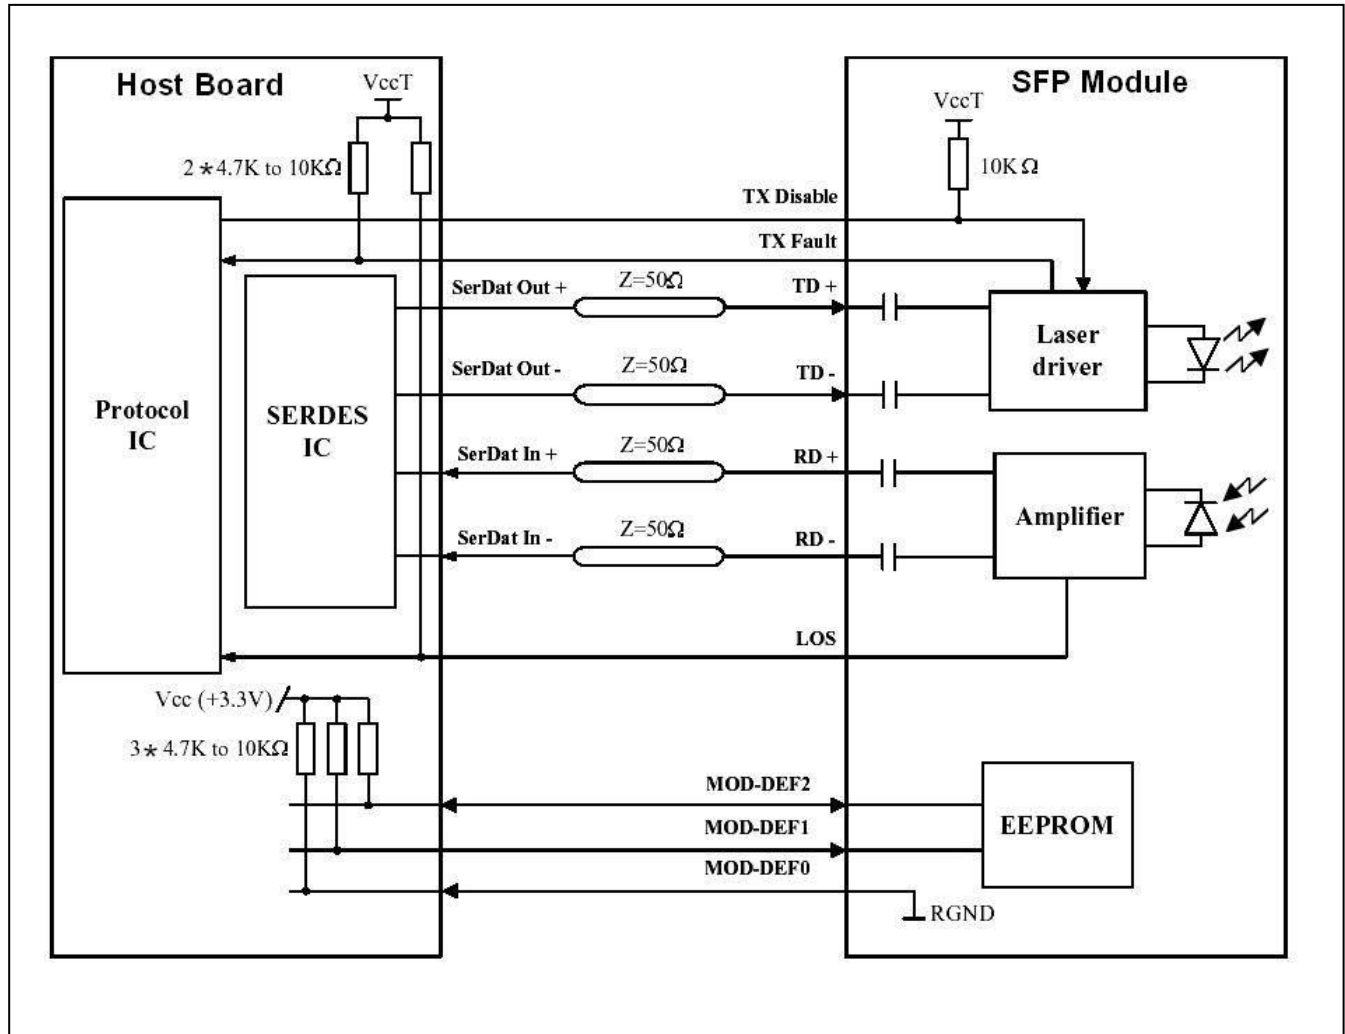 Host Board
SFP Module
VccT
VccT
2*4.7K to 10KΩ
10KΩ
TX Disable
TX Fault
SerDat Out +
Z=50Ω
TD +
SerDat Out -
Z=50Ω
TD -
Laser
driver
Protocol
IC
SERDES
IC
SerDat In +
Z=50Ω
RD +
Amplifier
SerDat In -
Z=50Ω
RD -
LOS
Vcc (+3.3V)
3* 4.7K to 10KΩ
MOD-DEF2
MOD-DEF1
MOD-DEF0
EEPROM
RGND